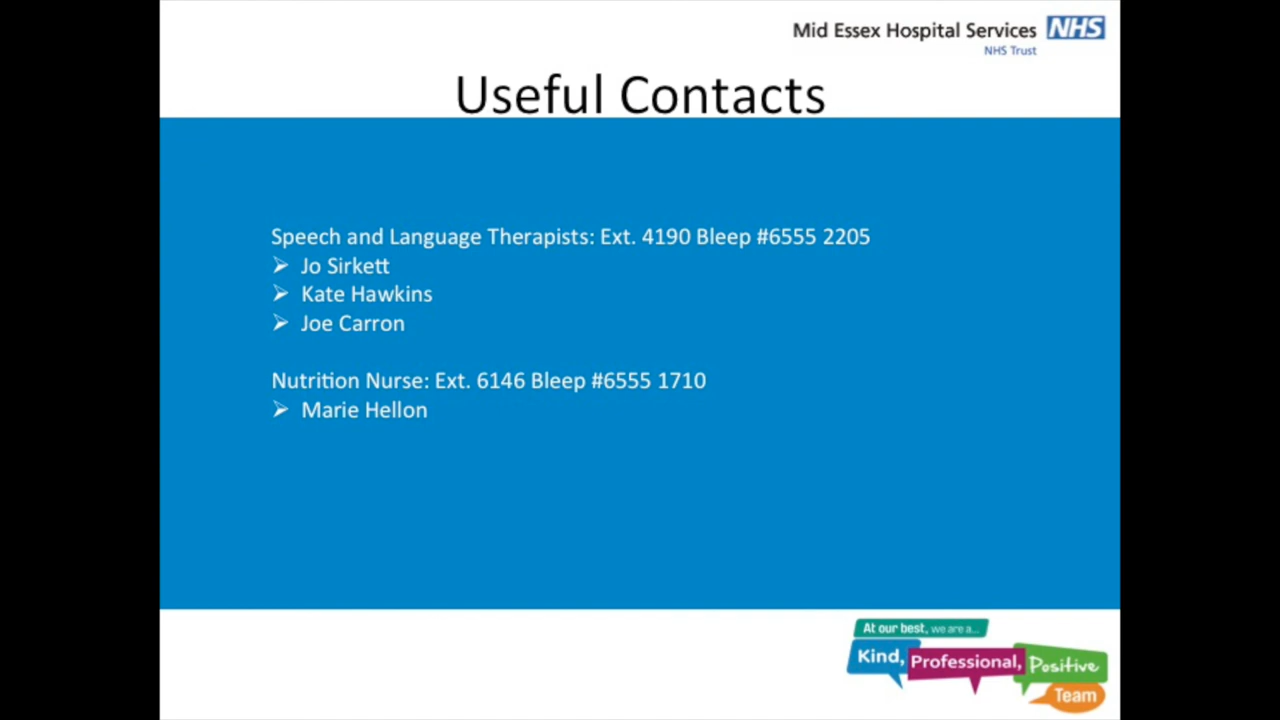 Mid Essex Hospital Services NHS
NHS Trust
Useful Contacts
Speech and Language Therapists: Ext. 4190 Bleep #6555 2205
➢ Jo Sirkett
➢ Kate Hawkins
➢ Joe Carron
Nutrition Nurse: Ext. 6146 Bleep #6555 1710
➢ Marie Hellon
At our best, we are a...
Kind, Professional, Positive
Team